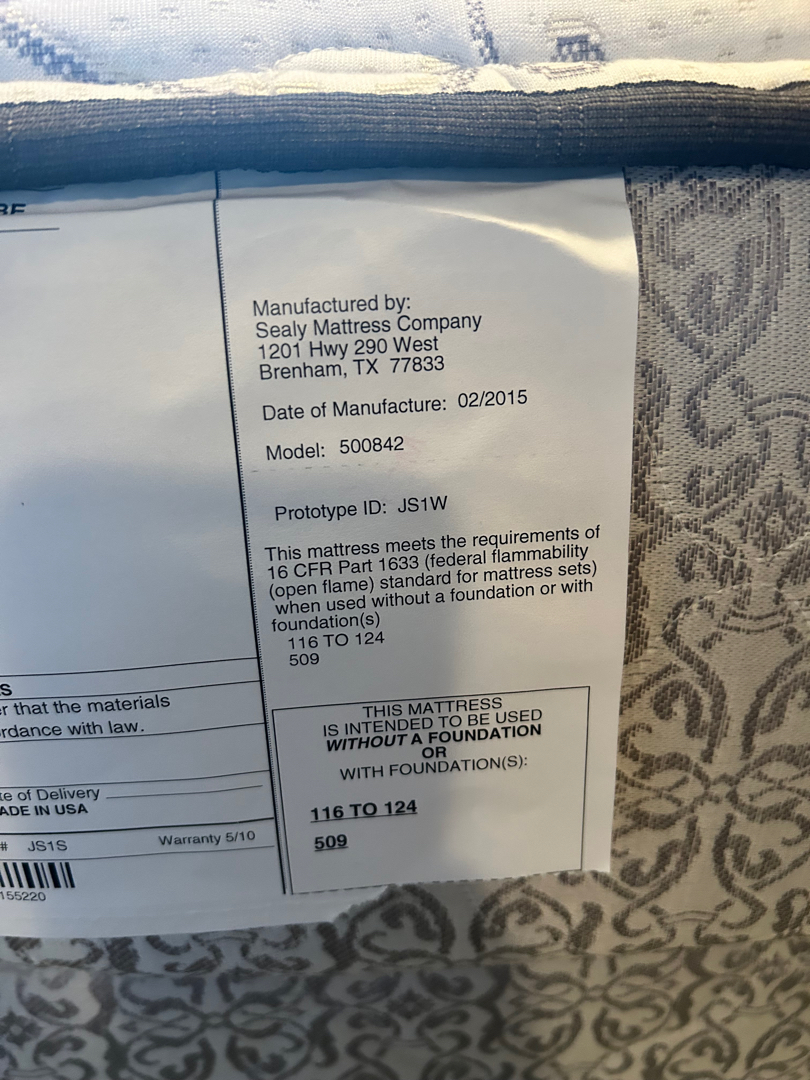 Manufactured by:
Sealy Mattress Company
1201 Hwy 290 West
Brenham, TX 77833
Date of Manufacture: 02/2015
Model: 500842
Prototype ID: JS1W
This mattress meets the requirements of
16 CFR Part 1633 (federal flammability
(open flame) standard for mattress sets)
when used without a foundation or with
foundation(s)
116 TO 124
509
that the materials
with law.
of Delivery
IN USA
# JS1S
Warranty 5/10
155220
THIS MATTRESS
IS INTENDED TO BE USED
WITHOUT A FOUNDATION
OR
WITH FOUNDATION(S):
116 TO 124
509